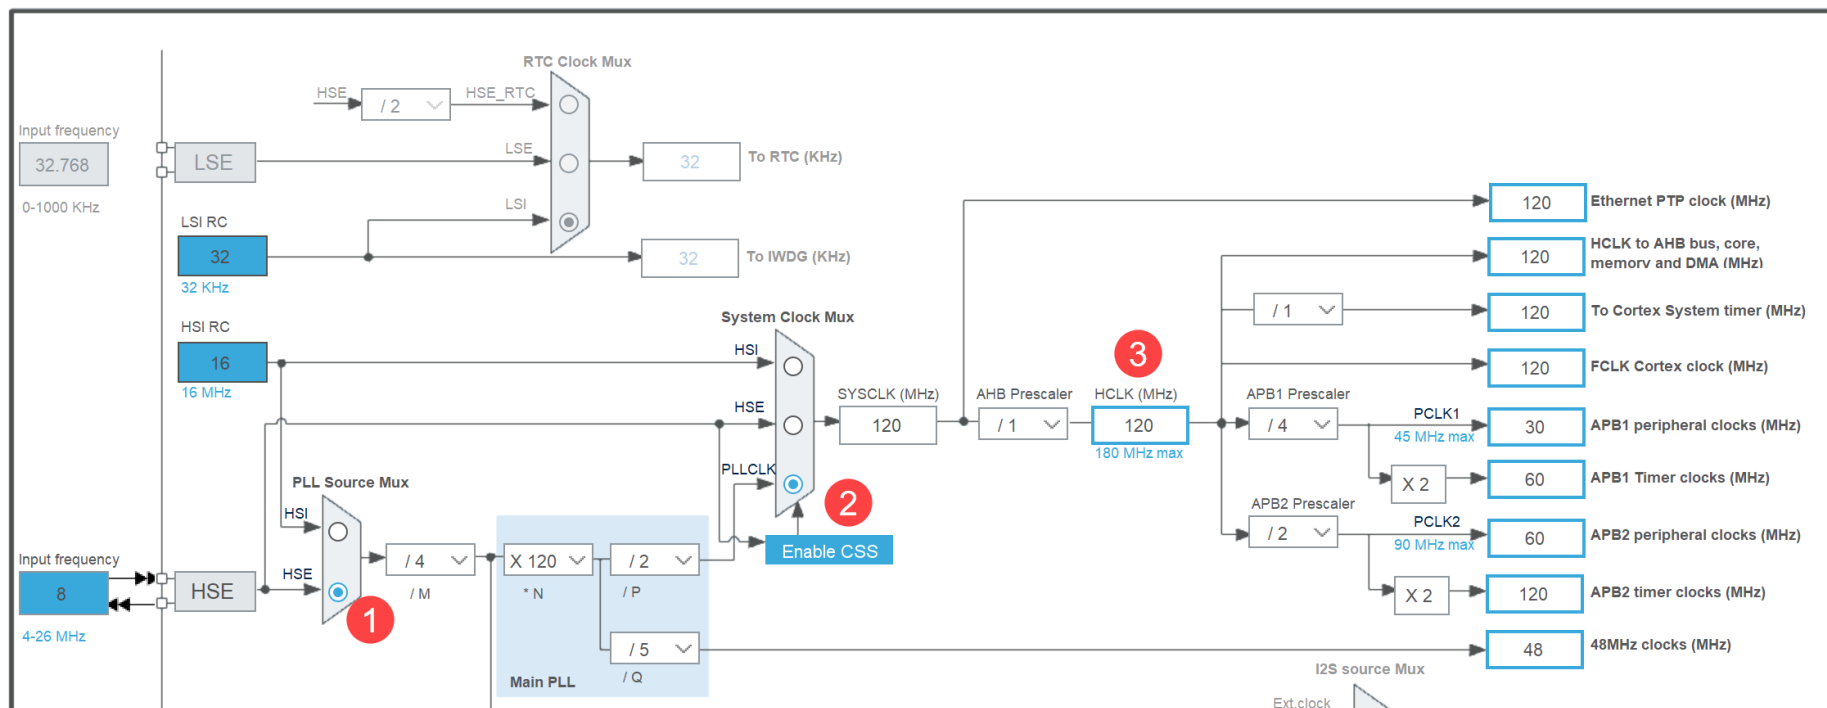 RTC Clock Mux
HSE
/ 2
HSE_RTC
Input frequency
32.768
0-1000 KHz
LSE
LSE
32
To RTC (KHz)
LSI RC
32
32 KHz
LSI
32
To IWDG (KHz)
HSI RC
16
16 MHz
System Clock Mux
HSI
HSE
PLLCLK
2
Enable CSS
SYSCLK (MHz)
120
AHB Prescaler
/ 1
3
HCLK (MHz)
120
180 MHz max
PLL Source Mux
HSI
HSE
1
Input frequency
8
4-26 MHz
HSE
/ 4
/ M
X 120
* N
/ 2
/ P
/ 5
/ Q
Main PLL
120
Ethernet PTP clock (MHz)
120
HCLK to AHB bus, core,
memory and DMA (MHz)
/ 1
120
To Cortex System timer (MHz)
120
FCLK Cortex clock (MHz)
APB1 Prescaler
/ 4
PCLK1
45 MHz max
30
APB1 peripheral clocks (MHz)
X 2
60
APB1 Timer clocks (MHz)
APB2 Prescaler
/ 2
PCLK2
90 MHz max
60
APB2 peripheral clocks (MHz)
X 2
120
APB2 timer clocks (MHz)
48
48MHz clocks (MHz)
I2S source Mux
Ext.clock